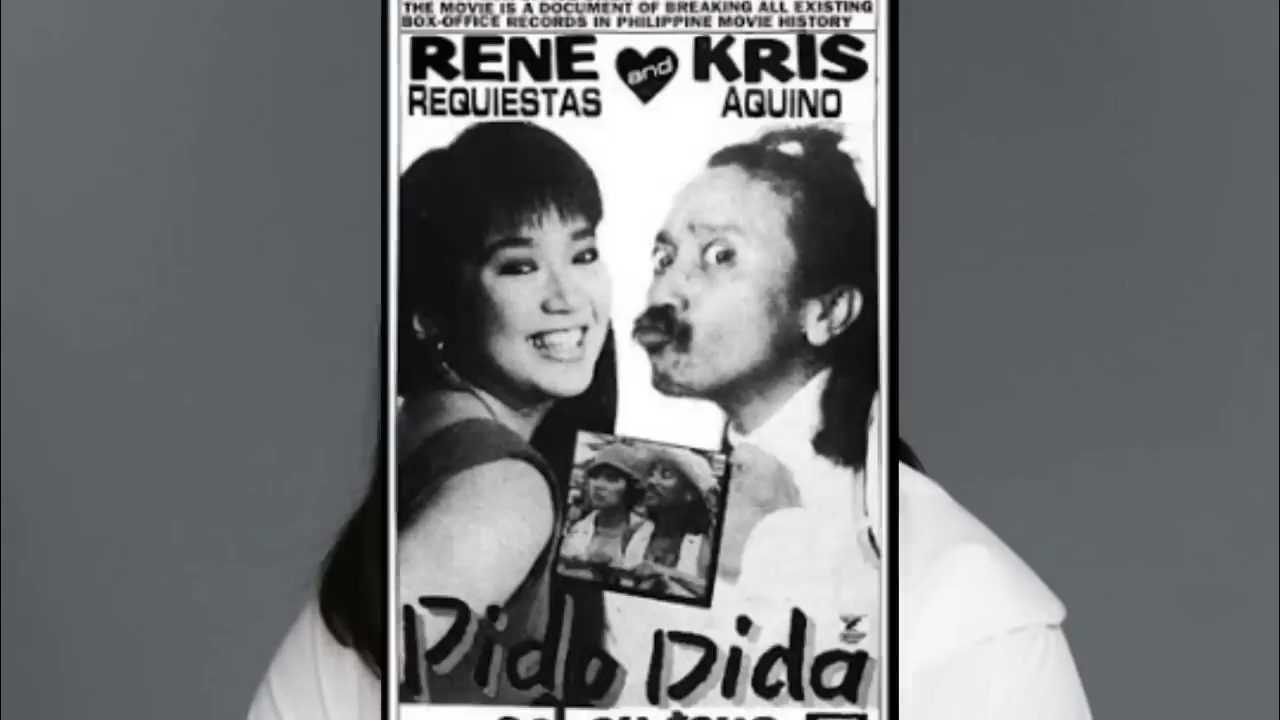 THE MOVIE IS A DOCUMENT OF BREAKING ALL EXISTING
BOX-OFFICE RECORDS IN PHILIPPINE MOVIE HISTORY
RENE and KRIS
REQUIESTAS AQUINO
Pido Dida